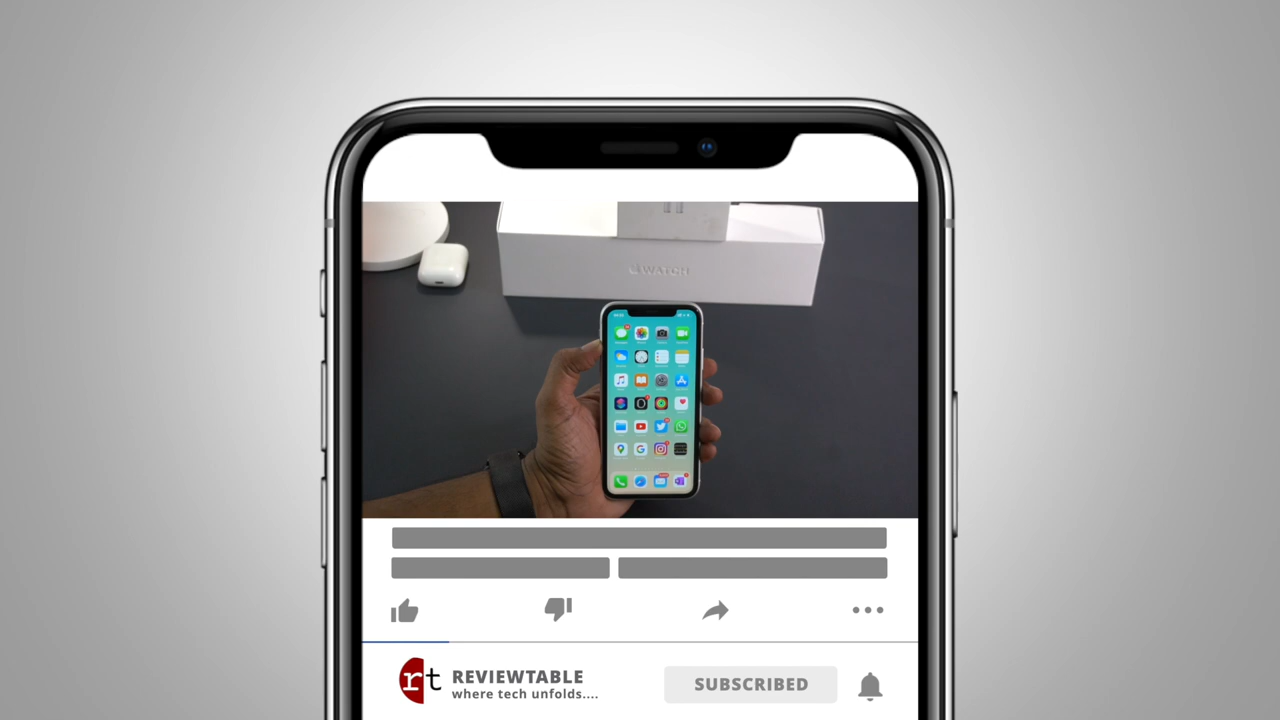 WATCH
rt
REVIEWTABLE
where tech unfolds....
SUBSCRIBED